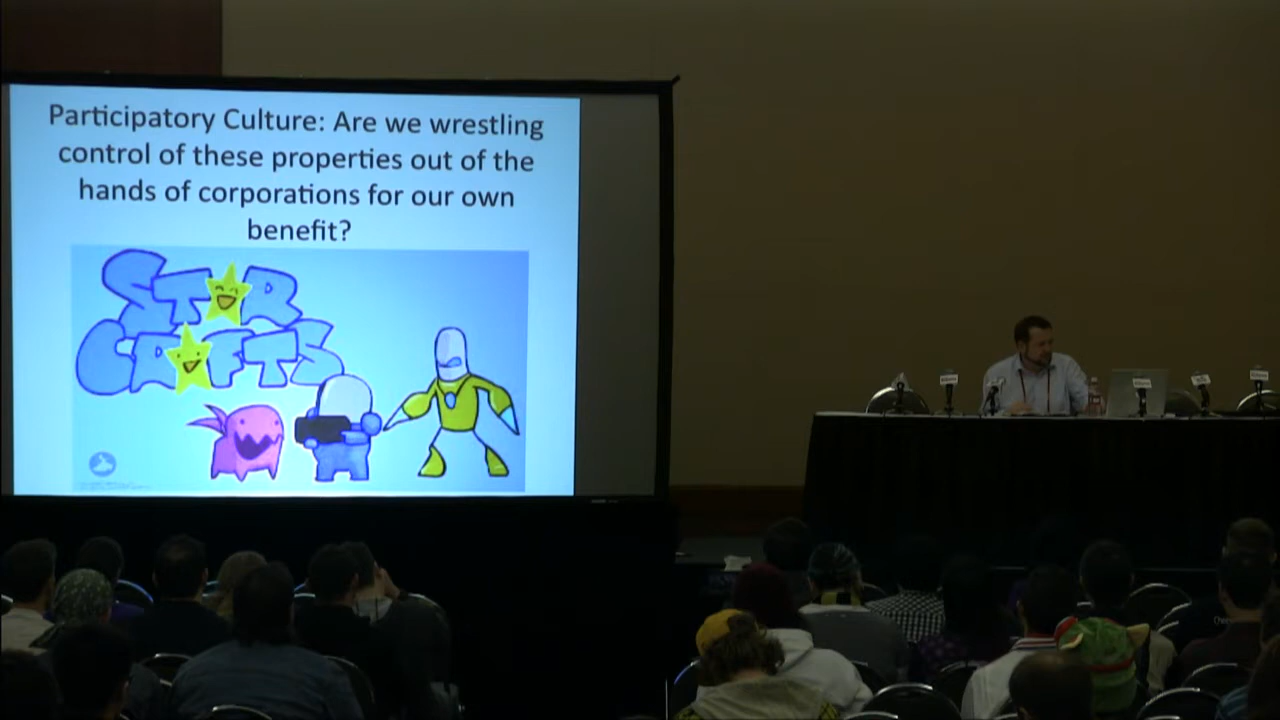 Participatory Culture: Are we wrestling
control of these properties out of the
hands of corporations for our own
benefit?
STAR
CRAFTS